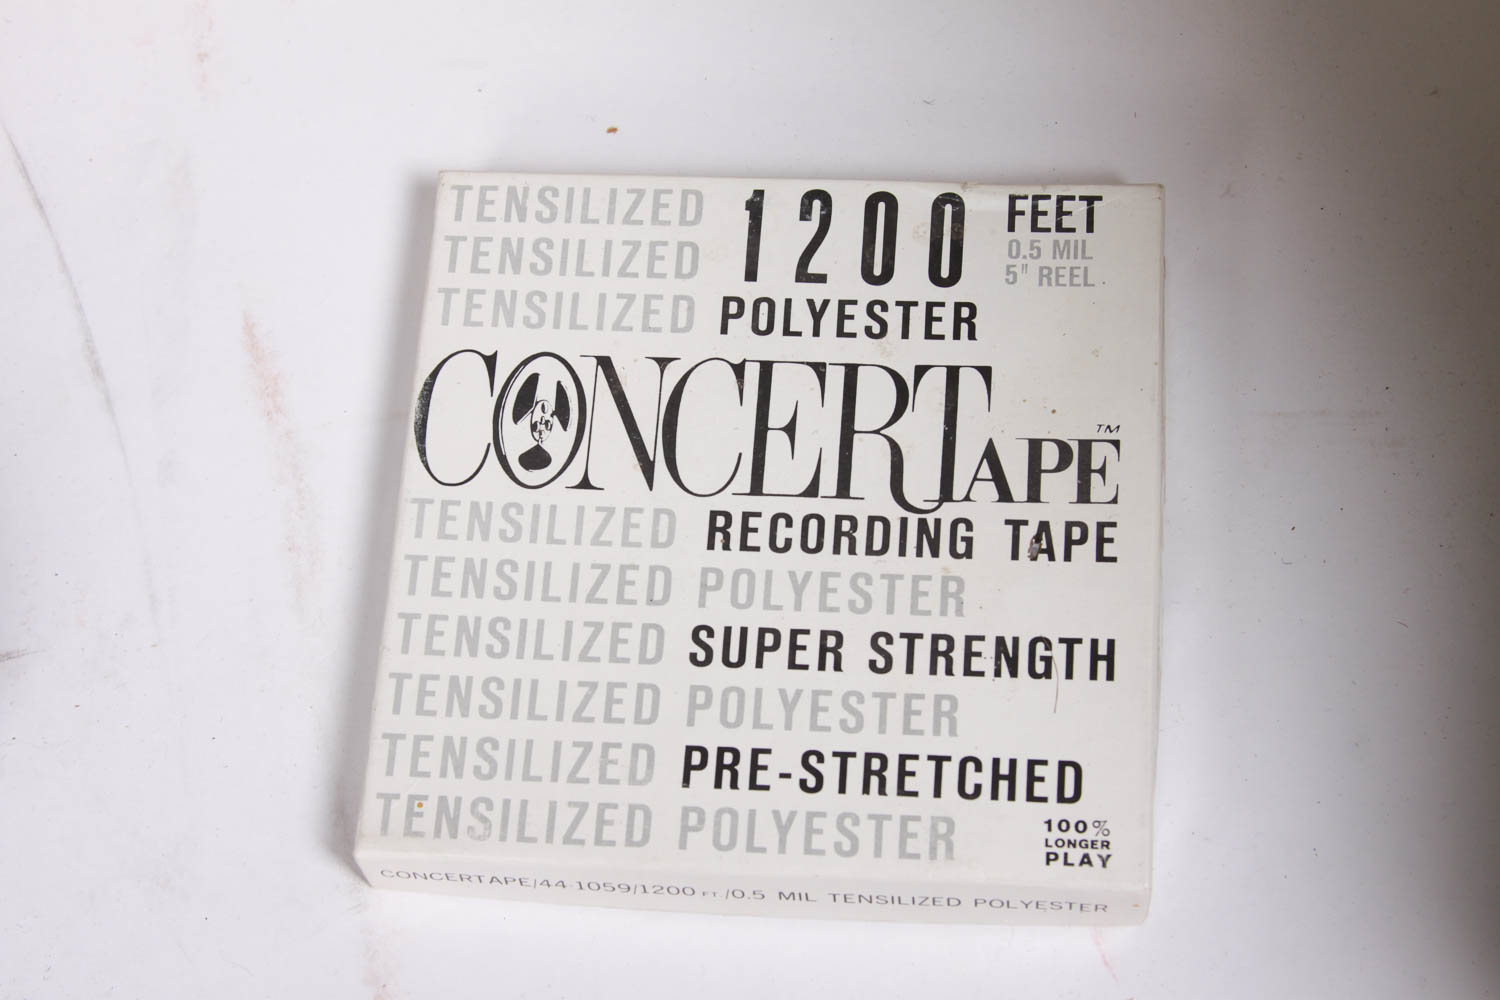 TENSILIZED 1200 FEET
TENSILIZED 0.5 MIL
5" REEL
TENSILIZED POLYESTER
CONCERTAPE™
TENSILIZED RECORDING TAPE
TENSILIZED POLYESTER
TENSILIZED SUPER STRENGTH
TENSILIZED POLYESTER
TENSILIZED PRE-STRETCHED
TENSILIZED POLYESTER
100%
LONGER
PLAY
CONCERTAPE/44-1059/1200 FT./0.5 MIL TENSILIZED POLYESTER